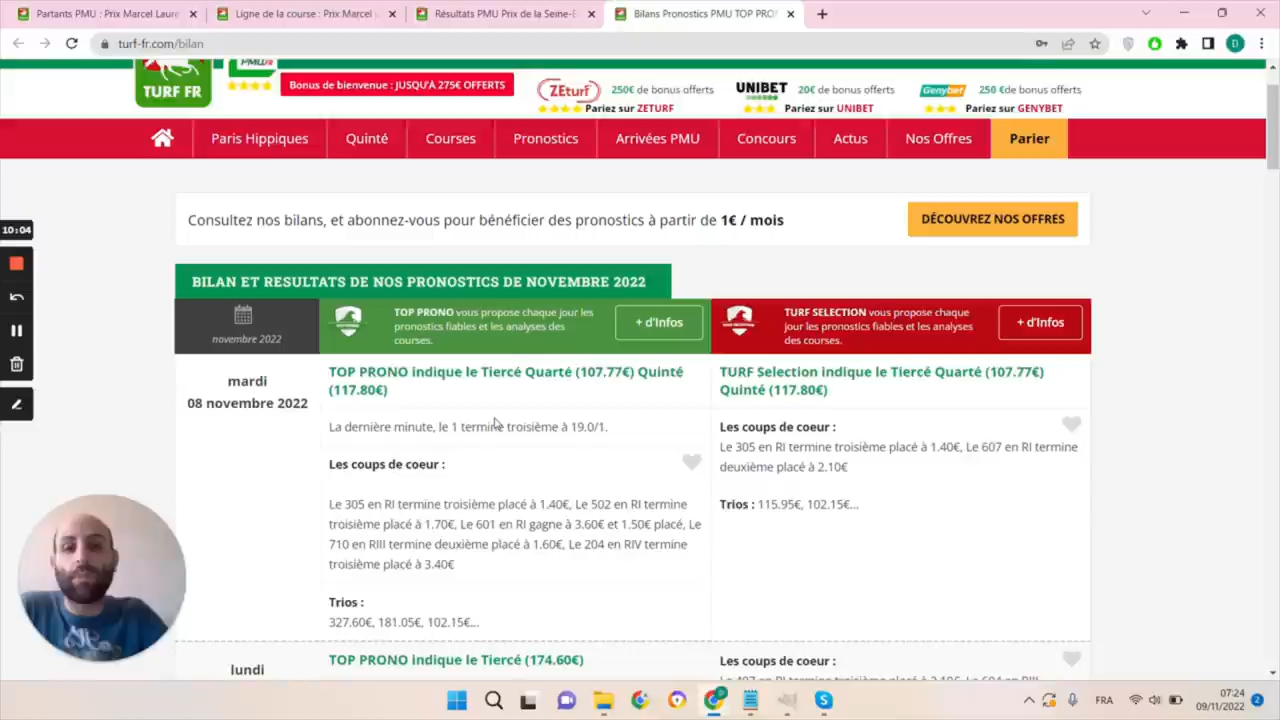 Partants PMU : Prix Marcel Laure
Ligne de la course : Prix Marcel
Résultats PMU Prix de la Seine-E
Bilans Pronostics PMU TOP PRO
turf-fr.com/bilan
D
TURF FR
PMU.FR
Bonus de bienvenue : JUSQU'À 275€ OFFERTS
ZEturf
250€ de bonus offerts
Pariez sur ZETURF
UNIBET
20€ de bonus offerts
Pariez sur UNIBET
Genybet
250 €de bonus offerts
Pariez sur GENYBET
Paris Hippiques
Quinté
Courses
Pronostics
Arrivées PMU
Concours
Actus
Nos Offres
Parier
Consultez nos bilans, et abonnez-vous pour bénéficier des pronostics à partir de 1€ / mois
DÉCOUVREZ NOS OFFRES
10:04
BILAN ET RESULTATS DE NOS PRONOSTICS DE NOVEMBRE 2022
novembre 2022
TOP PRONO vous propose chaque jour les
pronostics fiables et les analyses des
courses.
+ d'Infos
TURF SELECTION vous propose chaque
jour les pronostics fiables et les analyses
des courses.
+ d'Infos
mardi
08 novembre 2022
TOP PRONO indique le Tiercé Quarté (107.77€) Quinté
(117.80€)
La dernière minute, le 1 termine troisième à 19.0/1.
Les coups de coeur :
Le 305 en RI termine troisième placé à 1.40€, Le 502 en RI termine
troisième placé à 1.70€, Le 601 en RI gagne à 3.60€ et 1.50€ placé, Le
710 en RIII termine deuxième placé à 1.60€, Le 204 en RIV termine
troisième placé à 3.40€
Trios :
327.60€, 181.05€, 102.15€...
TURF Selection indique le Tiercé Quarté (107.77€)
Quinté (117.80€)
Les coups de coeur :
Le 305 en RI termine troisième placé à 1.40€, Le 607 en RI termine
deuxième placé à 2.10€
Trios : 115.95€, 102.15€...
lundi
TOP PRONO indique le Tiercé (174.60€)
Les coups de coeur :
FRA
07:24
09/11/2022
2